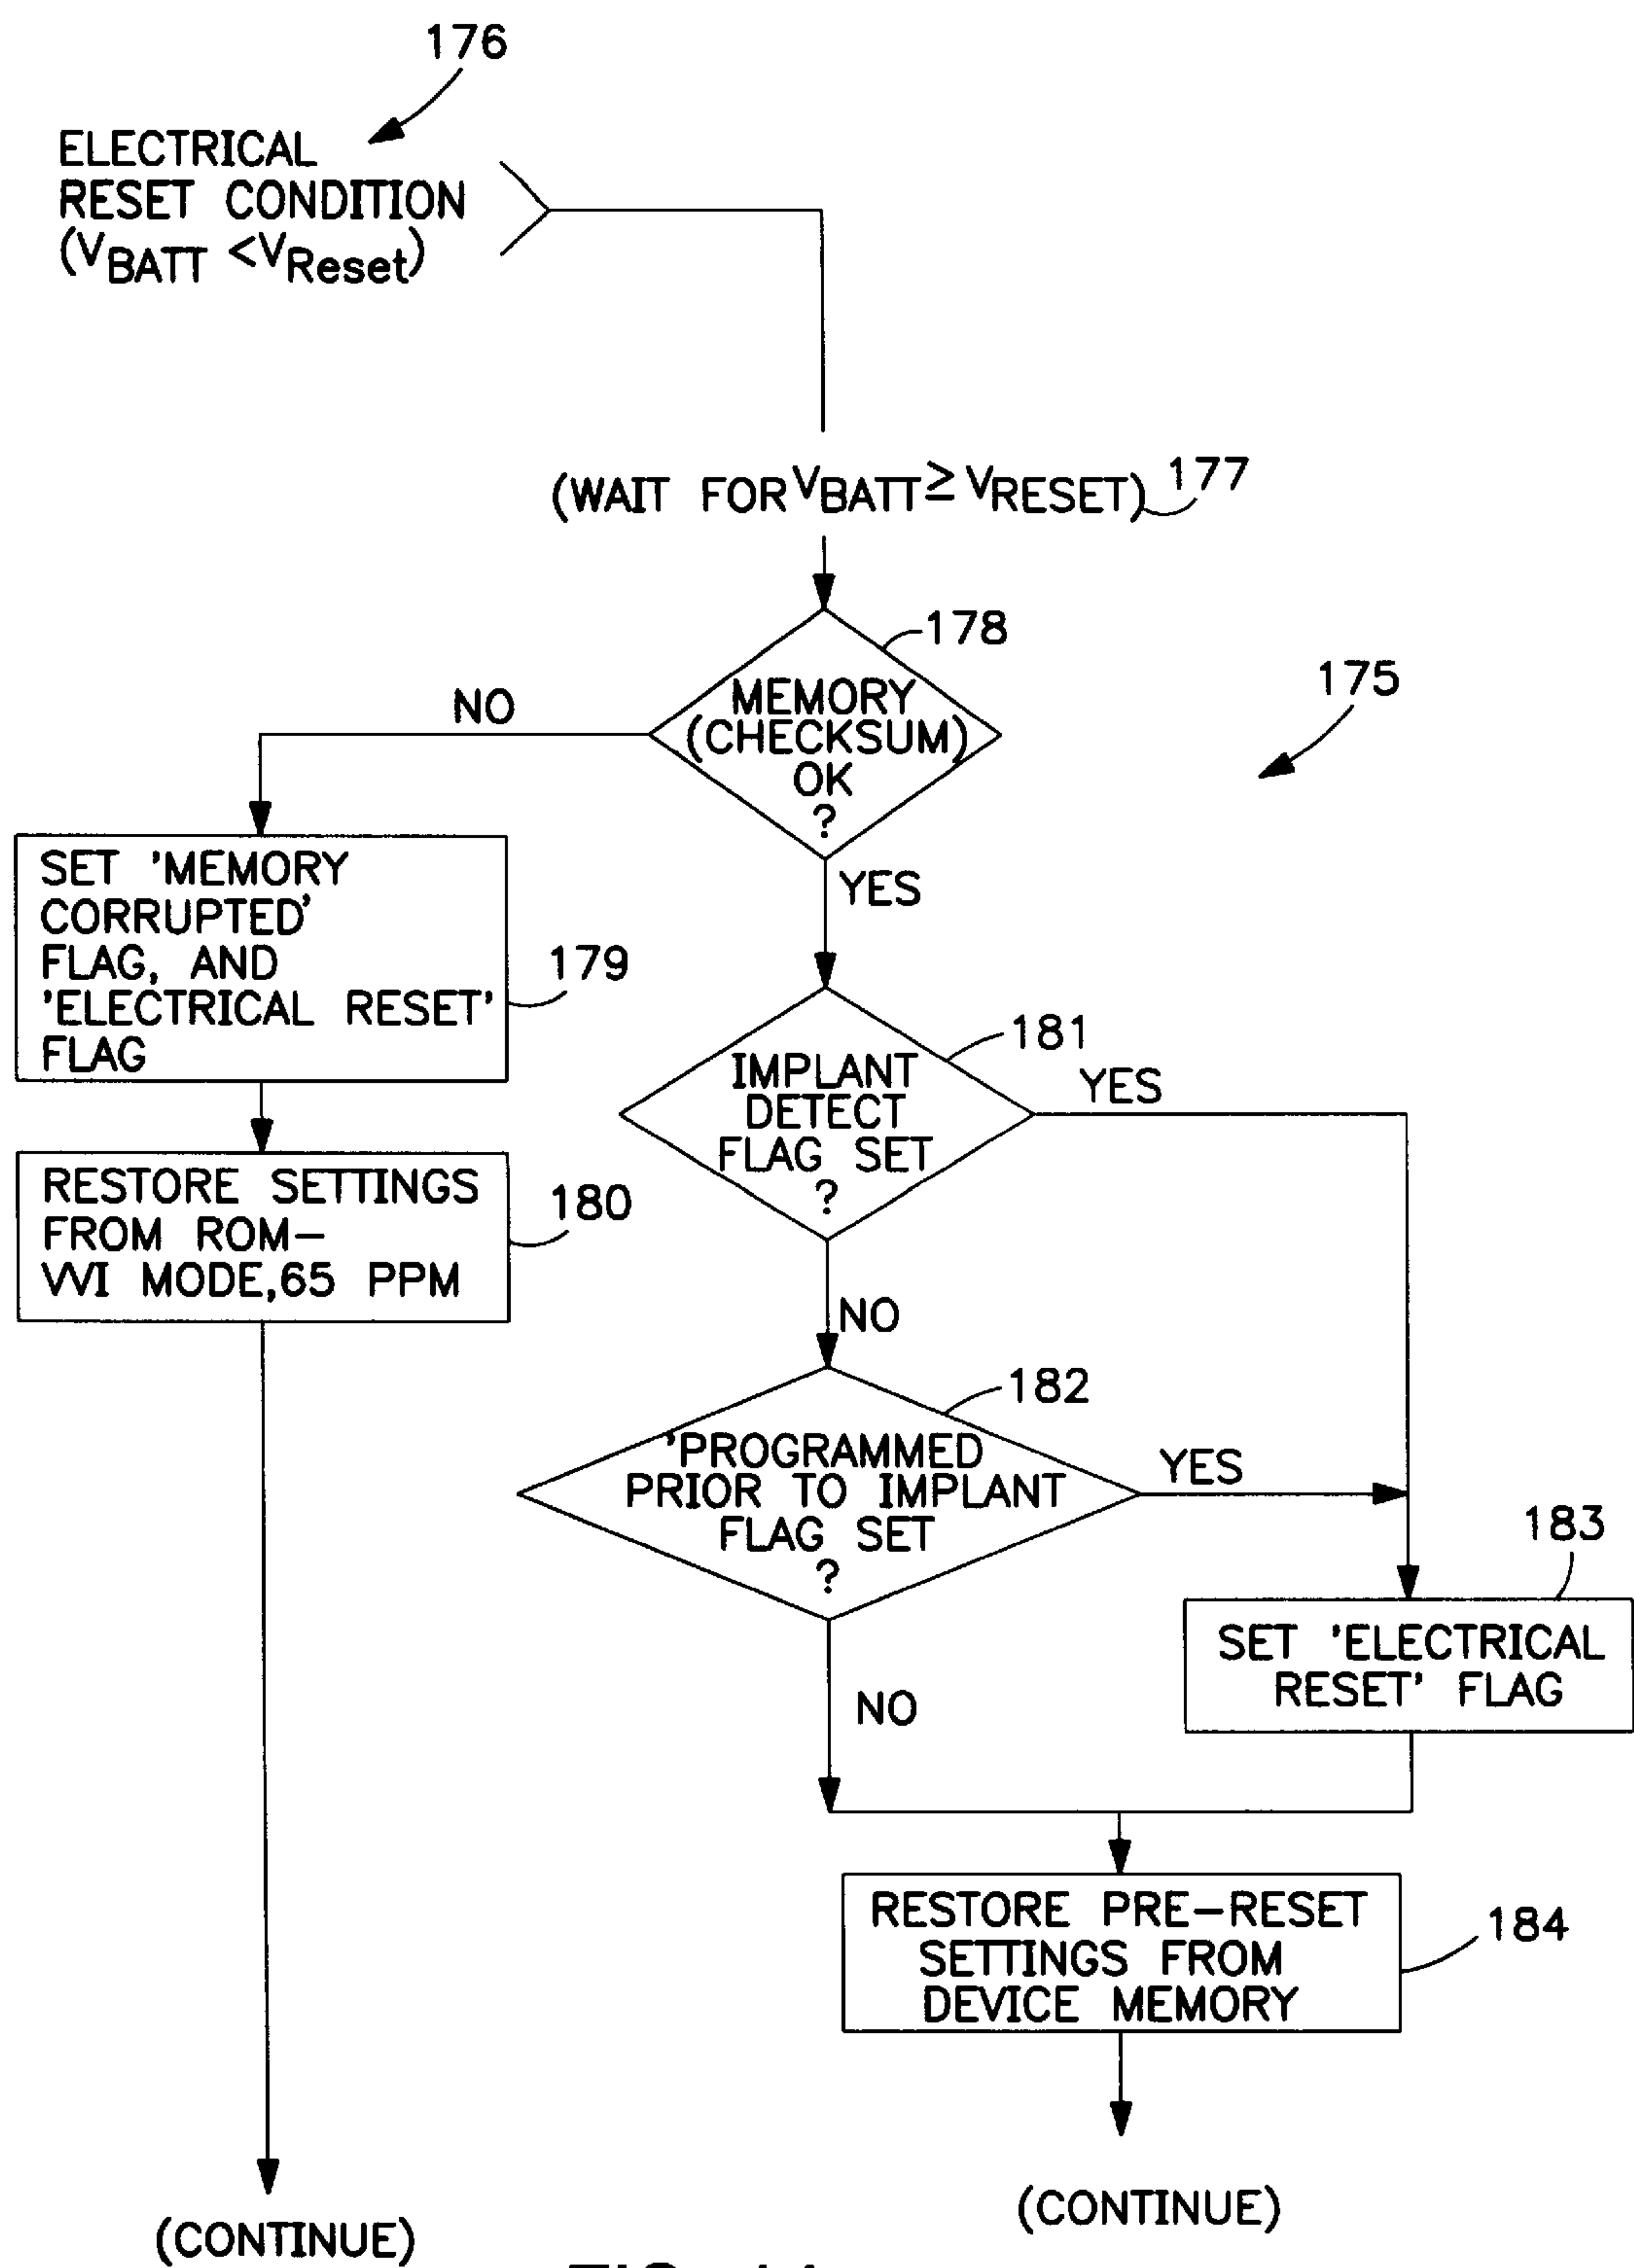 176
ELECTRICAL
RESET CONDITION
(VBATT <VReset)
(WAIT FOR VBATT ≥ VRESET)
177
178
MEMORY
(CHECKSUM)
OK
?
NO
YES
175
SET 'MEMORY
CORRUPTED'
FLAG, AND
'ELECTRICAL RESET'
FLAG
179
RESTORE SETTINGS
FROM ROM-
VVI MODE,65 PPM
180
181
IMPLANT
DETECT
FLAG SET
?
YES
NO
182
'PROGRAMMED
PRIOR TO IMPLANT
FLAG SET
?
YES
NO
183
SET 'ELECTRICAL
RESET' FLAG
RESTORE PRE-RESET
SETTINGS FROM
DEVICE MEMORY
184
(CONTINUE)
(CONTINUE)